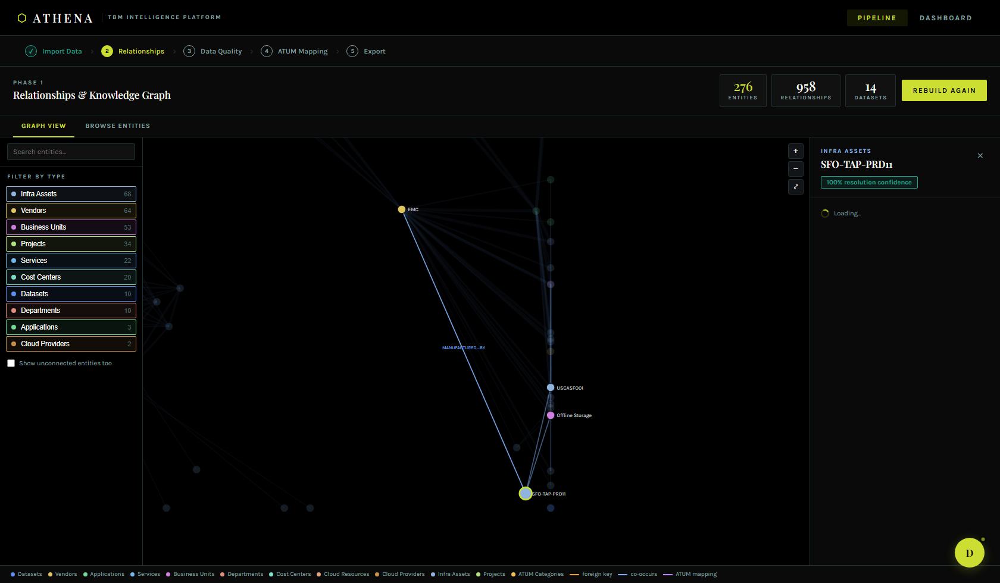 ATHENA
TBM INTELLIGENCE PLATFORM
PIPELINE
DASHBOARD
Import Data
2 Relationships
3 Data Quality
4 ATUM Mapping
5 Export
PHASE 1
Relationships & Knowledge Graph
276
ENTITIES
958
RELATIONSHIPS
14
DATASETS
REBUILD AGAIN
GRAPH VIEW
BROWSE ENTITIES
Search entities...
FILTER BY TYPE
Infra Assets 68
Vendors 64
Business Units 53
Projects 34
Services 22
Cost Centers 20
Datasets 10
Departments 10
Applications 3
Cloud Providers 2
Show unconnected entities too
EMC
MANUFACTURED_BY
USCASFO01
Offline Storage
SFO-TAP-PRD11
+
−
INFRA ASSETS
SFO-TAP-PRD11
100% resolution confidence
Loading...
D
Datasets Vendors Applications Services Business Units Departments Cost Centers Cloud Resources Cloud Providers Infra Assets Projects ATUM Categories foreign key co-occurs ATUM mapping